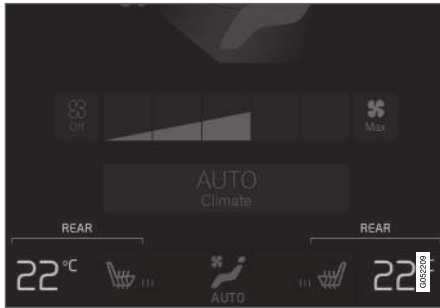 Off
Max
AUTO
Climate
REAR REAR
22°C 22
AUTO
G052209